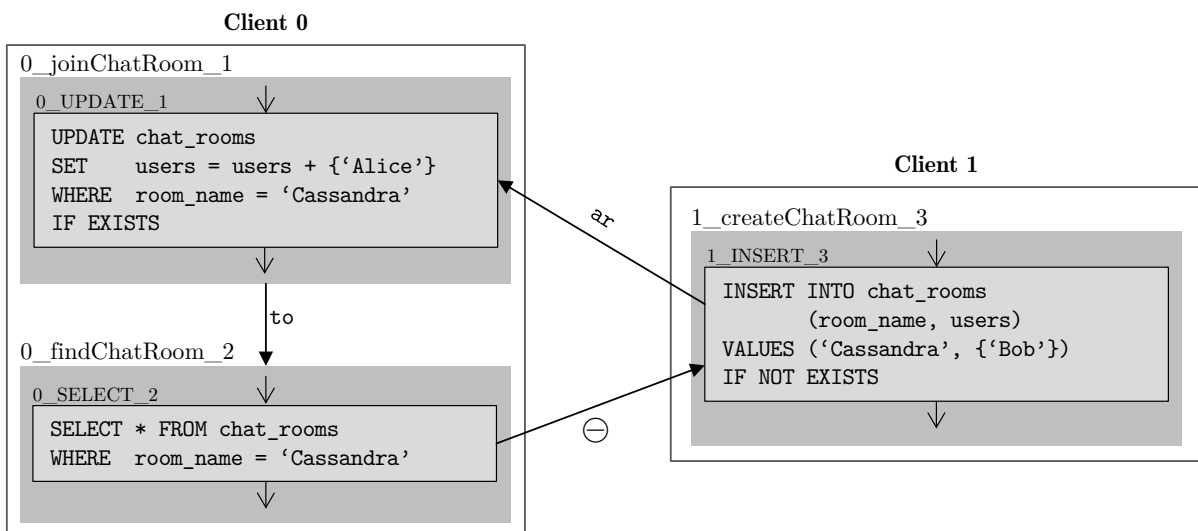 Client 0
0_joinChatRoom_1
0_UPDATE_1
UPDATE chat_rooms
SET    users = users + {‘Alice’}
WHERE  room_name = ‘Cassandra’
IF EXISTS
to
0_findChatRoom_2
0_SELECT_2
SELECT * FROM chat_rooms
WHERE  room_name = ‘Cassandra’
ar
⊖
Client 1
1_createChatRoom_3
1_INSERT_3
INSERT INTO chat_rooms
       (room_name, users)
VALUES (‘Cassandra’, {‘Bob’})
IF NOT EXISTS